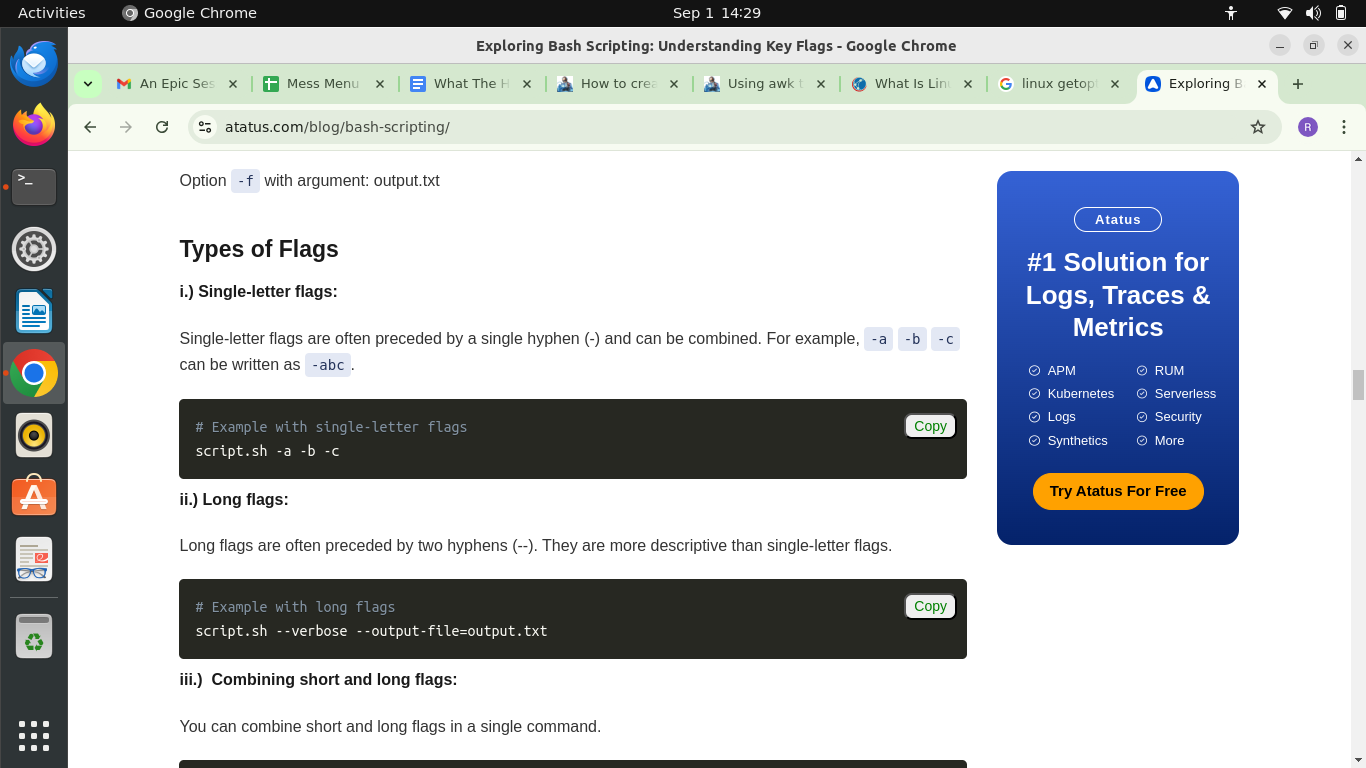 Activities
Google Chrome
Sep 1 14:29
Exploring Bash Scripting: Understanding Key Flags - Google Chrome
An Epic Ses
Mess Menu
What The H
How to crea
Using awk t
What Is Lin
linux getopt
Exploring B
atatus.com/blog/bash-scripting/
R
Option -f with argument: output.txt
Types of Flags
i.) Single-letter flags:
Single-letter flags are often preceded by a single hyphen (-) and can be combined. For example, -a -b -c
can be written as -abc.
# Example with single-letter flags
Copy
script.sh -a -b -c
ii.) Long flags:
Long flags are often preceded by two hyphens (--). They are more descriptive than single-letter flags.
# Example with long flags
Copy
script.sh --verbose --output-file=output.txt
iii.) Combining short and long flags:
You can combine short and long flags in a single command.
Atatus
#1 Solution for
Logs, Traces &
Metrics
APM
RUM
Kubernetes
Serverless
Logs
Security
Synthetics
More
Try Atatus For Free